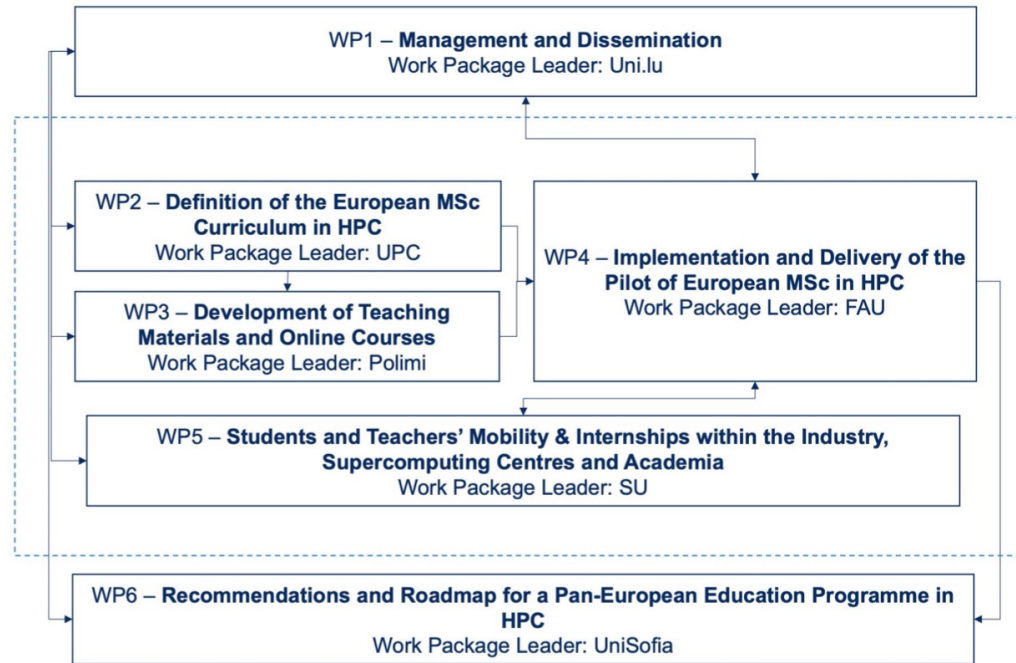 WP1 – Management and Dissemination
Work Package Leader: Uni.lu
WP2 – Definition of the European MSc
Curriculum in HPC
Work Package Leader: UPC
WP3 – Development of Teaching
Materials and Online Courses
Work Package Leader: Polimi
WP4 – Implementation and Delivery of the
Pilot of European MSc in HPC
Work Package Leader: FAU
WP5 – Students and Teachers’ Mobility & Internships within the Industry,
Supercomputing Centres and Academia
Work Package Leader: SU
WP6 – Recommendations and Roadmap for a Pan-European Education Programme in
HPC
Work Package Leader: UniSofia